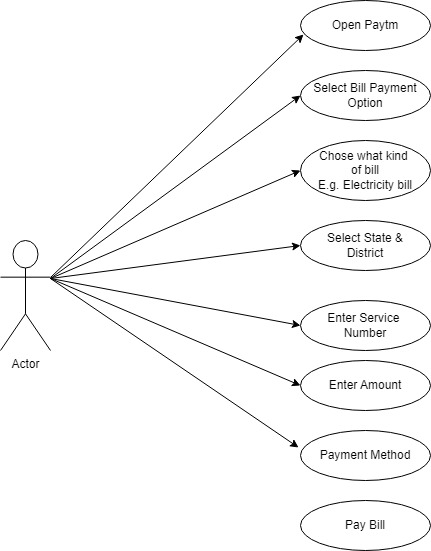 Open Paytm
Select Bill Payment
Option
Chose what kind
of bill
E.g. Electricity bill
Select State &
District
Enter Service
Number
Actor
Enter Amount
Payment Method
Pay Bill